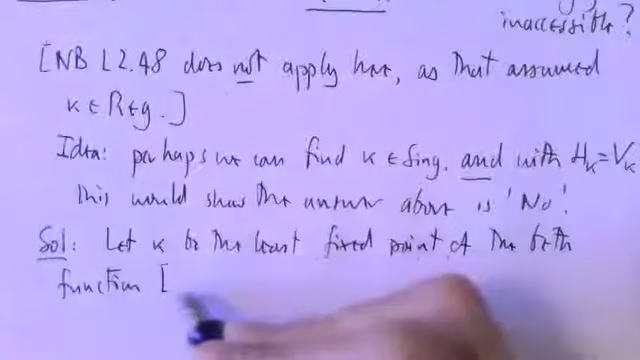 inaccessible?
[NB L2.48 does not apply here, as that assumed
κ ∈ Reg.]
Idea: perhaps we can find κ ∈ Sing. and with H_κ = V_κ
This would show the answer above is 'No'.
Sol: Let κ be the least fixed point of the beth
function [